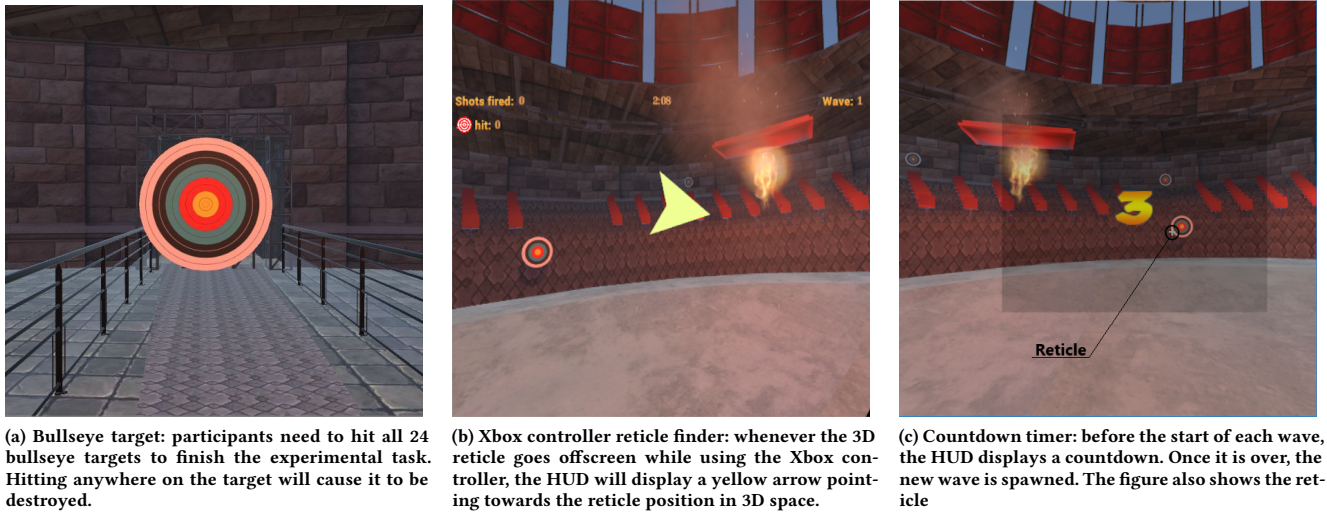 Shots fired: 0
2:08
Wave: 1
hit: 0
3
Reticle
(a) Bullseye target: participants need to hit all 24
bullseye targets to finish the experimental task.
Hitting anywhere on the target will cause it to be
destroyed.
(b) Xbox controller reticle finder: whenever the 3D
reticle goes offscreen while using the Xbox con-
troller, the HUD will display a yellow arrow point-
ing towards the reticle position in 3D space.
(c) Countdown timer: before the start of each wave,
the HUD displays a countdown. Once it is over, the
new wave is spawned. The figure also shows the ret-
icle